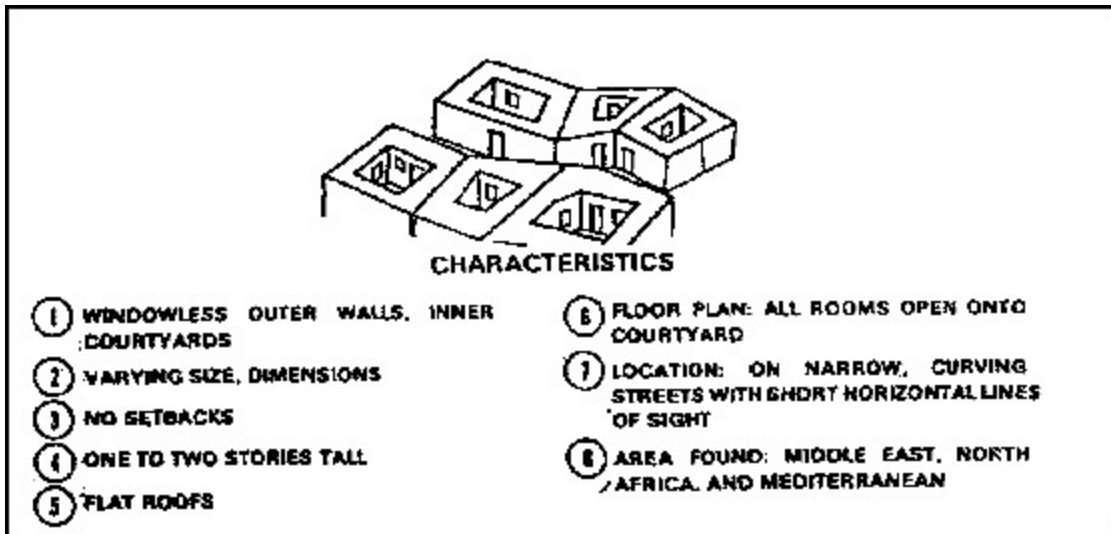 CHARACTERISTICS
1 WINDOWLESS OUTER WALLS, INNER
COURTYARDS
2 VARYING SIZE, DIMENSIONS
3 NO SETBACKS
4 ONE TO TWO STORIES TALL
5 FLAT ROOFS
6 FLOOR PLAN: ALL ROOMS OPEN ONTO
COURTYARD
7 LOCATION: ON NARROW, CURVING
STREETS WITH SHORT HORIZONTAL LINES
OF SIGHT
8 AREA FOUND: MIDDLE EAST, NORTH
AFRICA, AND MEDITERRANEAN